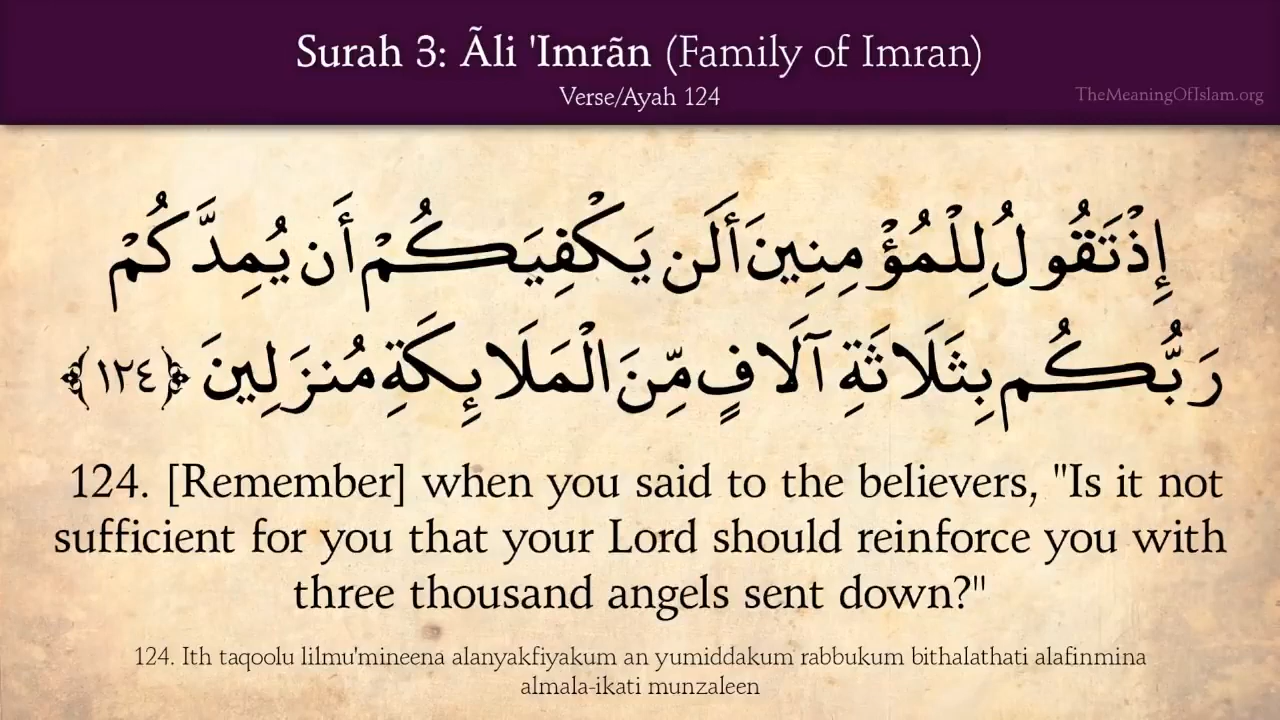 Surah 3: Ãli 'Imrãn (Family of Imran)
Verse/Ayah 124
TheMeaningOfIslam.org
إِذْ تَقُولُ لِلْمُؤْمِنِينَ أَلَن يَكْفِيَكُمْ أَن يُمِدَّكُمْ
رَبُّكُم بِثَلَاثَةِ آلَافٍ مِّنَ الْمَلَائِكَةِ مُنزَلِينَ ﴿١٢٤﴾
124. [Remember] when you said to the believers, "Is it not
sufficient for you that your Lord should reinforce you with
three thousand angels sent down?"
124. Ith taqoolu lilmu'mineena alanyakfiyakum an yumiddakum rabbukum bithalathati alafinmina
almala-ikati munzaleen